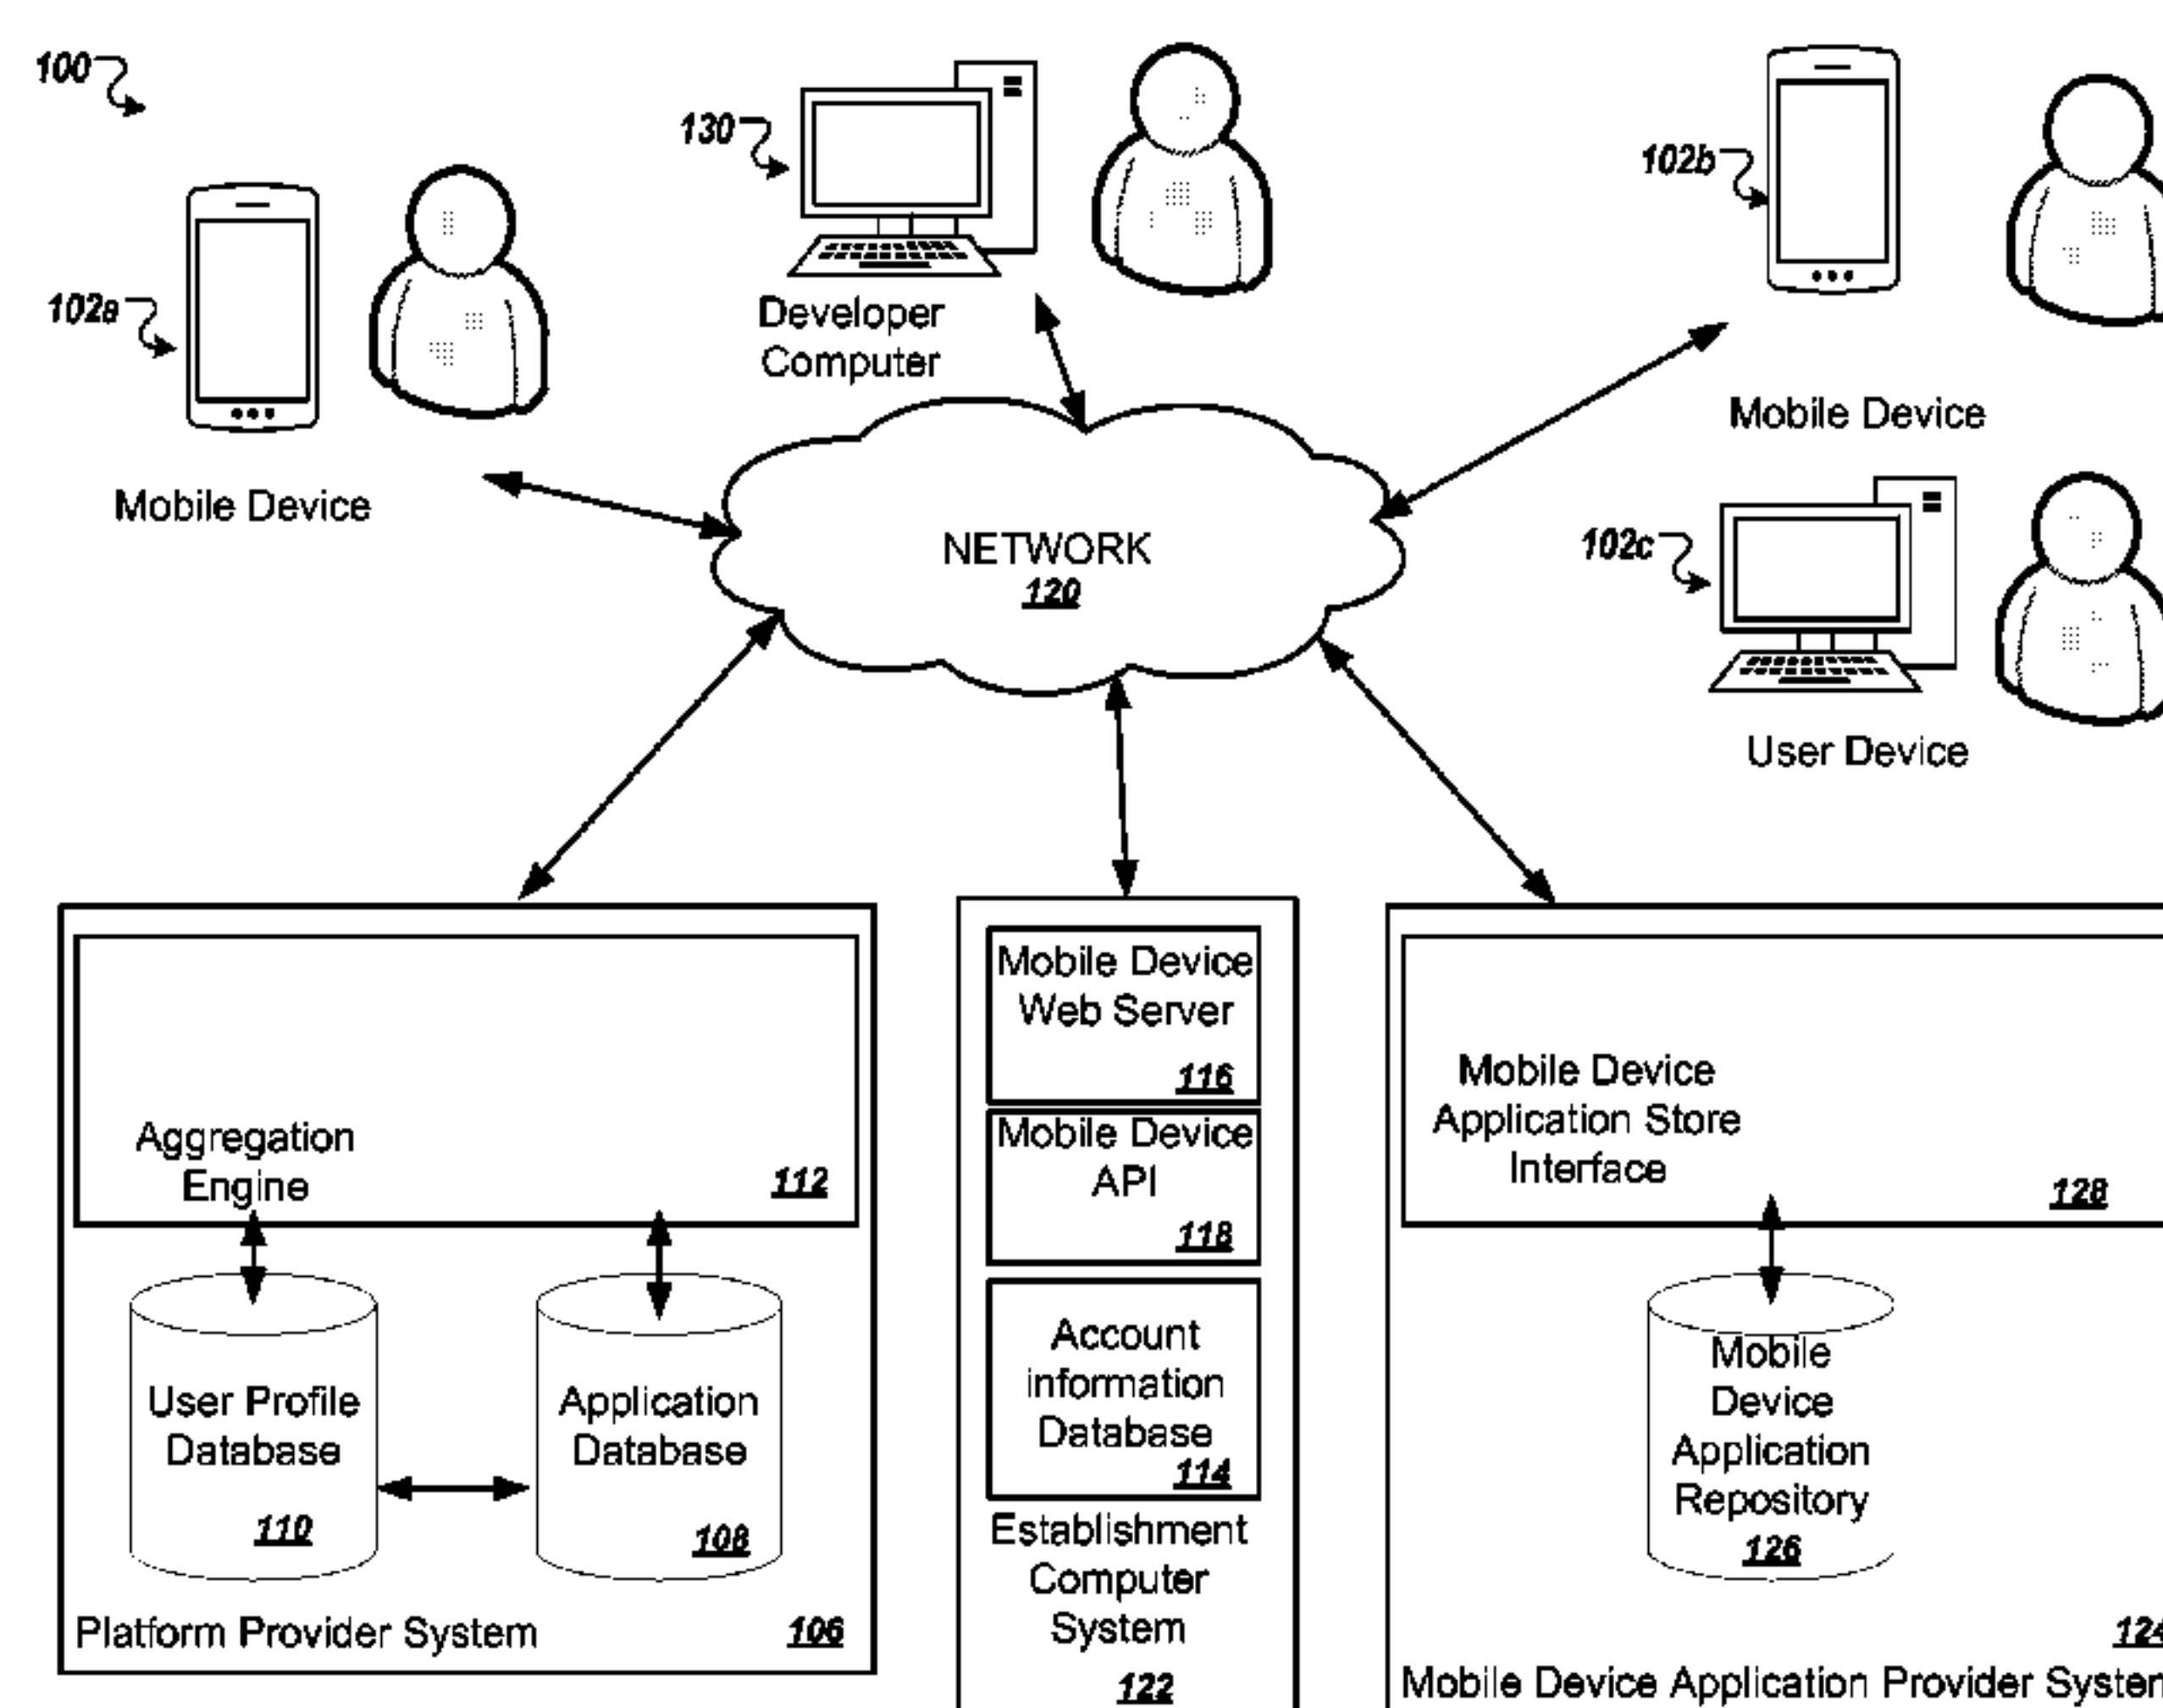 100
130
102b
102a
Developer
Computer
Mobile Device
Mobile Device
NETWORK
120
102c
User Device
Mobile Device
Web Server
116
Mobile Device
API
118
Account
information
Database
114
Establishment
Computer
System
122
Aggregation
Engine
112
User Profile
Database
110
Application
Database
108
Platform Provider System
106
Mobile Device
Application Store
Interface
128
Mobile
Device
Application
Repository
126
124
Mobile Device Application Provider System